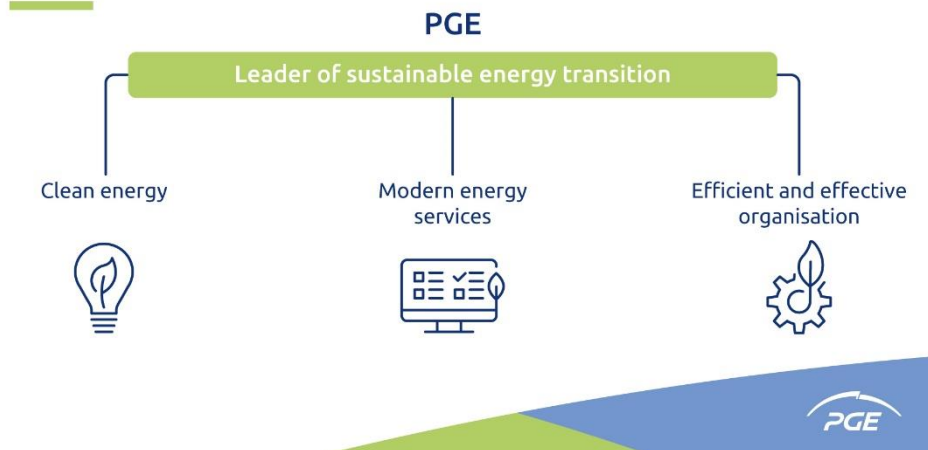 PGE
Leader of sustainable energy transition
Clean energy
Modern energy
services
Efficient and effective
organisation
PGE